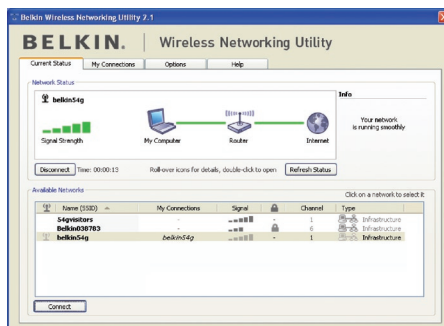 Belkin Wireless Networking Utility 2.1
BELKIN. Wireless Networking Utility
Current Status My Connections Options Help
Network Status
Info
belkin54g
Your network
is running smoothly
Signal Strength My Computer Router Internet
Disconnect Time: 00:00:13 Roll-over icons for details, double-click to open Refresh Status
Available Networks
Click on a network to select it
Name (SSID) My Connections Signal Channel Type
54gvisitors - - 1 Infrastructure
Belkin038783 - 6 Infrastructure
belkin54g belkin54g - 1 Infrastructure
Connect